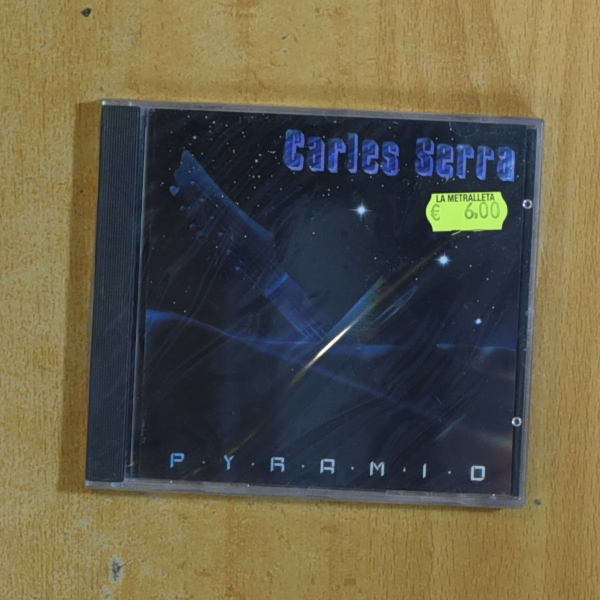 Carles Serra
LA METRALLETA
€ 6,00
P·Y·R·A·M·I·D